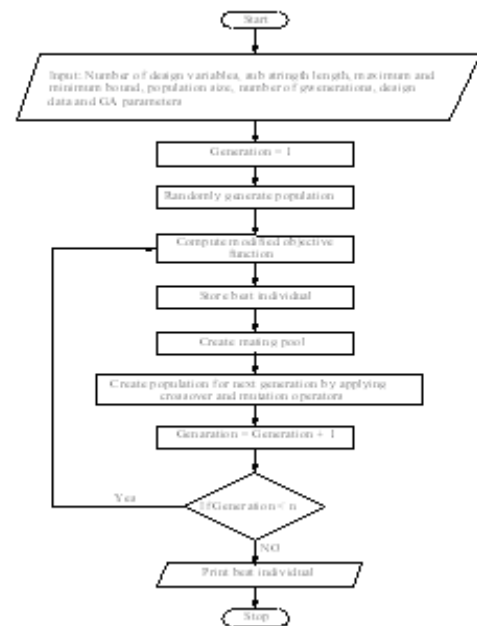 Start
Input: Number of design variables, sub string length, maximum and
minimum bound, population size, number of gwenerations, design
data and GA parameters
Generation = 1
Randomly generate population
Compute modified objective
function
Store best individual
Create mating pool
Create population for next generation by applying
crossover and mutation operators
Genaration = Generation + 1
If Generation < n
Yes
NO
Print best individual
Stop